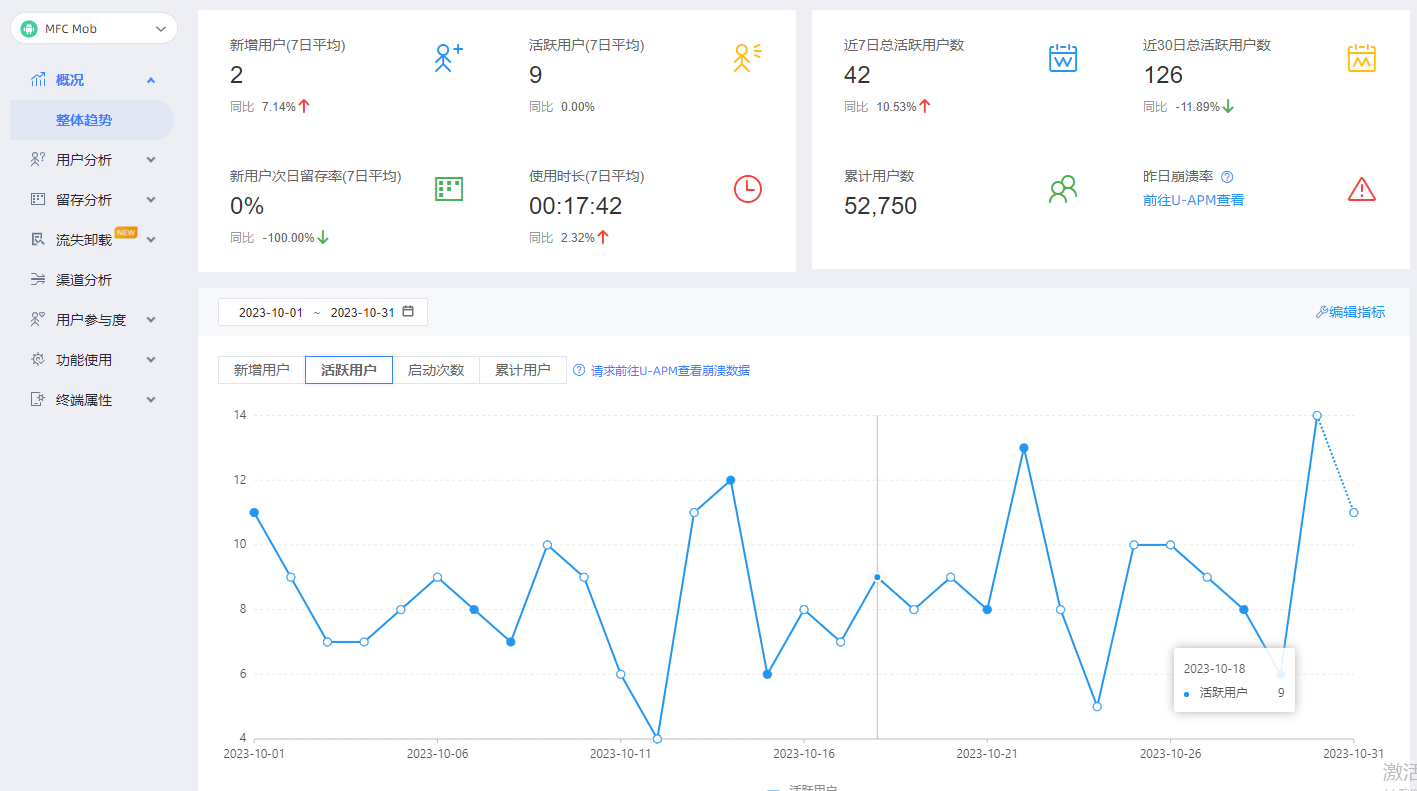 MFC Mob
概况
整体趋势
用户分析
留存分析
流失卸载 NEW
渠道分析
用户参与度
功能使用
终端属性
新增用户(7日平均)
2
同比 7.14%
活跃用户(7日平均)
9
同比 0.00%
新用户次日留存率(7日平均)
0%
同比 -100.00%
使用时长(7日平均)
00:17:42
同比 2.32%
近7日总活跃用户数
42
同比 10.53%
近30日总活跃用户数
126
同比 -11.89%
累计用户数
52,750
昨日崩溃率
前往U-APM查看
2023-10-01 ~ 2023-10-31
编辑指标
新增用户 活跃用户 启动次数 累计用户 请求前往U-APM查看崩溃数据
14
12
10
8
6
4
2023-10-18
活跃用户 9
2023-10-01 2023-10-06 2023-10-11 2023-10-16 2023-10-21 2023-10-26 2023-10-31
活跃用户
激活